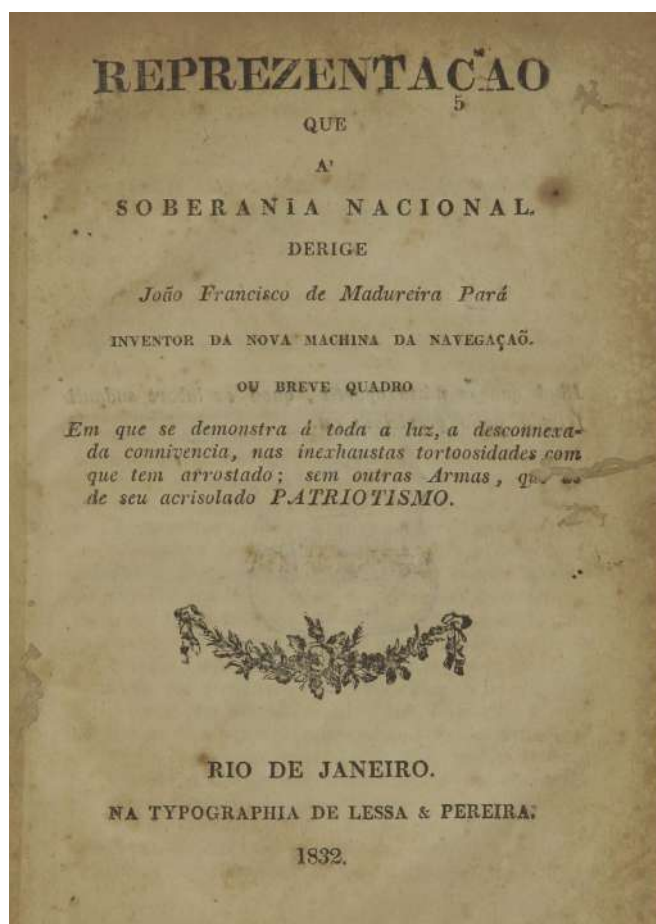 REPREZENTAÇAÕ
QUE
A'
SOBERANIA NACIONAL.
DERIGE
João Francisco de Madureira Pará
INVENTOR DA NOVA MACHINA DA NAVEGAÇAÕ.
OU BREVE QUADRO
Em que se demonstra á toda a luz, a desconnexa-
da connivencia, nas inexhaustas tortoosidades com
que tem arrostado; sem outras Armas,
de seu acrisolado PATRIOTISMO.
RIO DE JANEIRO.
NA TYPOGRAPHIA DE LESSA & PEREIRA.
1832.